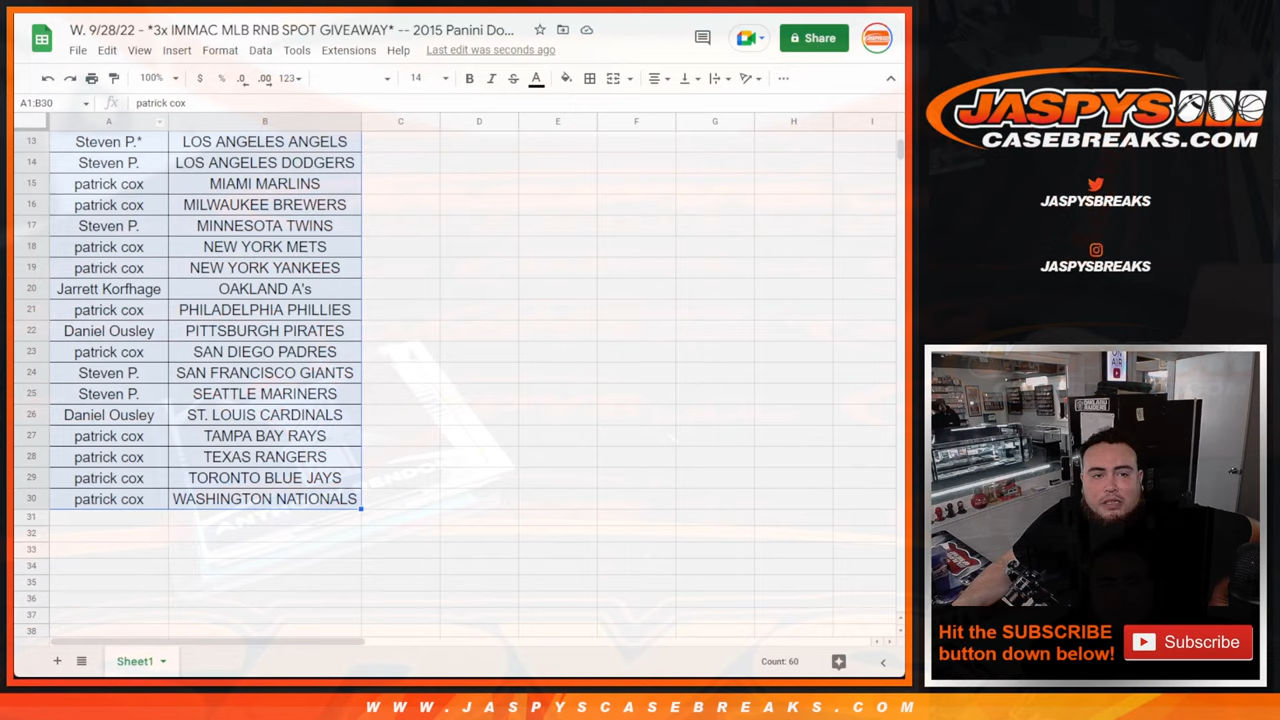 W. 9/28/22 - *3x IMMAC MLB RNB SPOT GIVEAWAY* -- 2015 Panini Do...
File Edit View Insert Format Data Tools Extensions Help Last edit was seconds ago
Share
100% $ % .0 .00 123 14 B I S A
A1:B30 fx patrick cox
A B C D E F G H I
13 Steven P.* LOS ANGELES ANGELS
14 Steven P. LOS ANGELES DODGERS
15 patrick cox MIAMI MARLINS
16 patrick cox MILWAUKEE BREWERS
17 Steven P. MINNESOTA TWINS
18 patrick cox NEW YORK METS
19 patrick cox NEW YORK YANKEES
20 Jarrett Korfhage OAKLAND A's
21 patrick cox PHILADELPHIA PHILLIES
22 Daniel Ousley PITTSBURGH PIRATES
23 patrick cox SAN DIEGO PADRES
24 Steven P. SAN FRANCISCO GIANTS
25 Steven P. SEATTLE MARINERS
26 Daniel Ousley ST. LOUIS CARDINALS
27 patrick cox TAMPA BAY RAYS
28 patrick cox TEXAS RANGERS
29 patrick cox TORONTO BLUE JAYS
30 patrick cox WASHINGTON NATIONALS
31
32
33
34
35
36
37
38
Sheet1
Count: 60
JASPYS
CASEBREAKS.COM
JASPYSBREAKS
JASPYSBREAKS
ON AIR
Hit the SUBSCRIBE
button down below!
Subscribe
WWW.JASPYSCASEBREAKS.COM